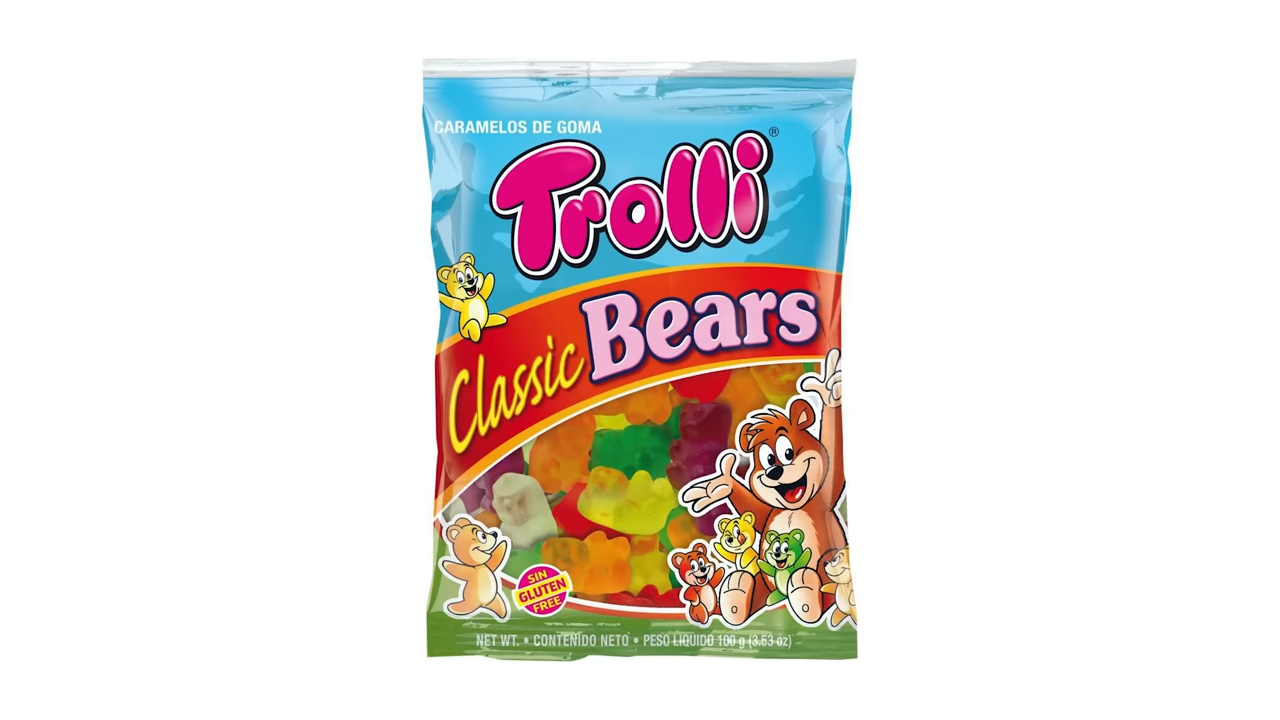 CARAMELOS DE GOMA
Trolli®
Classic Bears
SIN
GLUTEN
FREE
NET WT. • CONTENIDO NETO • PESO LIQUIDO 100 g (3.53 oz)